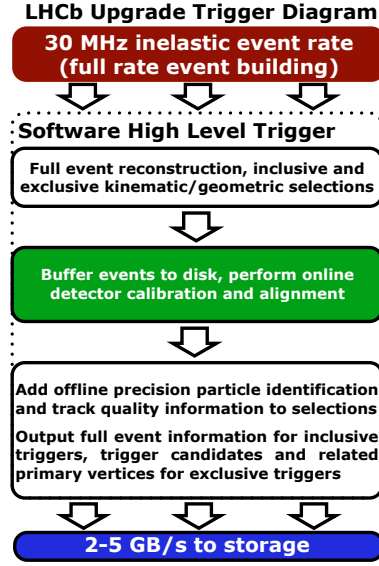 LHCb Upgrade Trigger Diagram
30 MHz inelastic event rate
(full rate event building)
Software High Level Trigger
Full event reconstruction, inclusive and
exclusive kinematic/geometric selections
Buffer events to disk, perform online
detector calibration and alignment
Add offline precision particle identification
and track quality information to selections
Output full event information for inclusive
triggers, trigger candidates and related
primary vertices for exclusive triggers
2-5 GB/s to storage